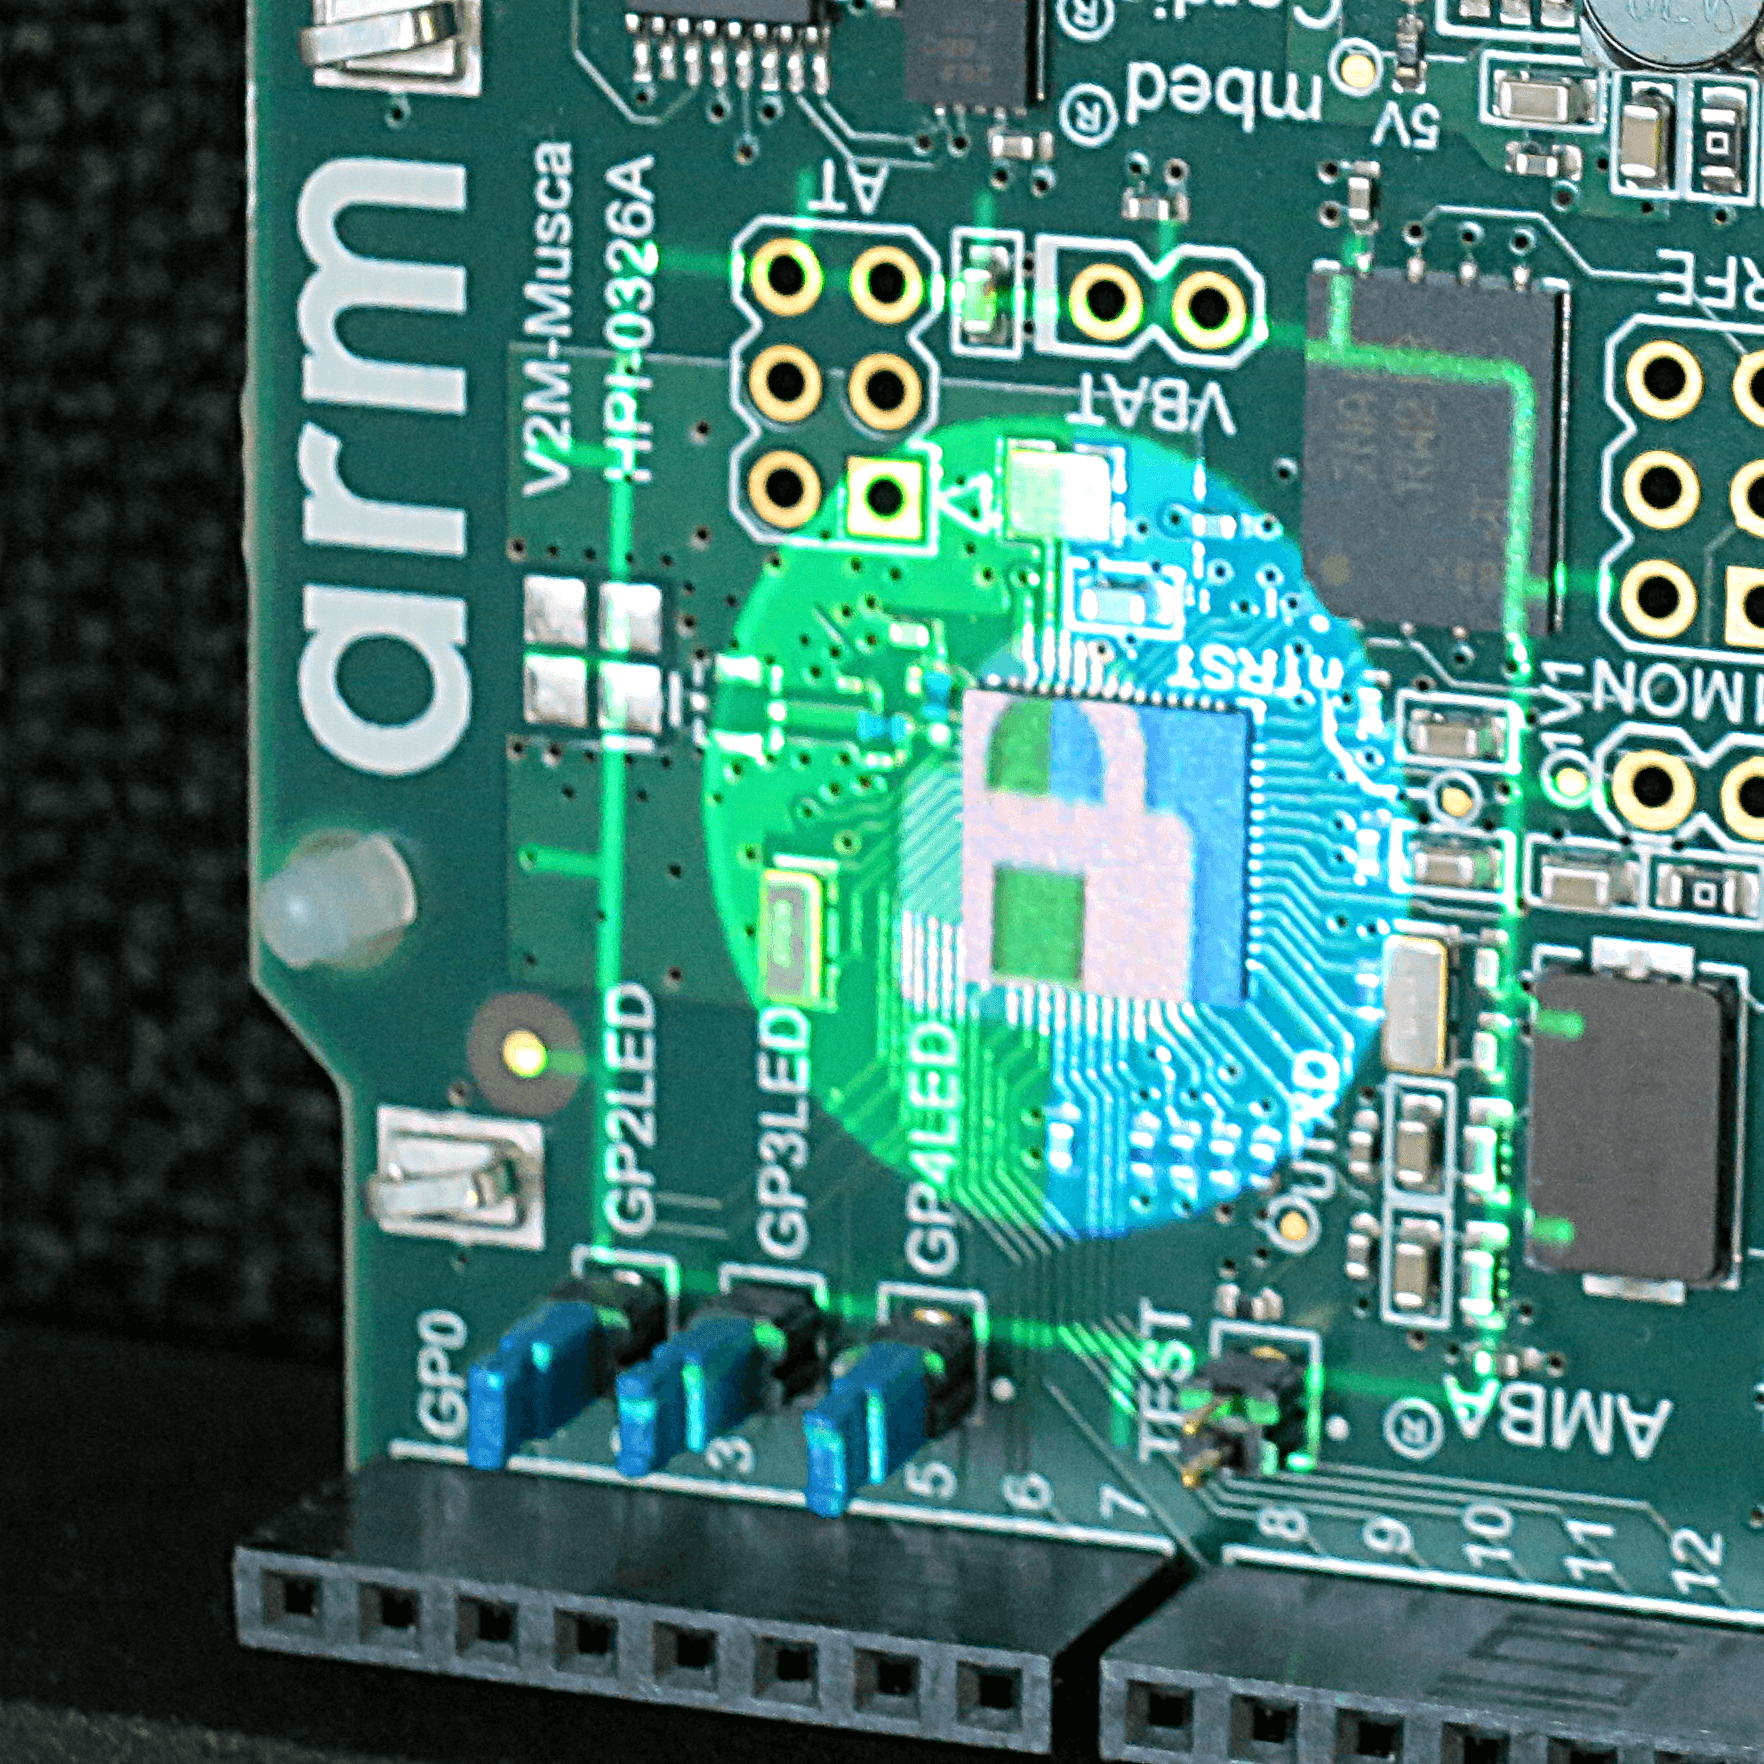 arm
V2M-Musca
HPI-0326A
mbed
®
®
5V
AT
VBAT
nTRST
1V1
GP2LED
GP3LED
GP4LED
GP0
TEST
AMBA
®
3
5
6
7
8
9
10
11
12